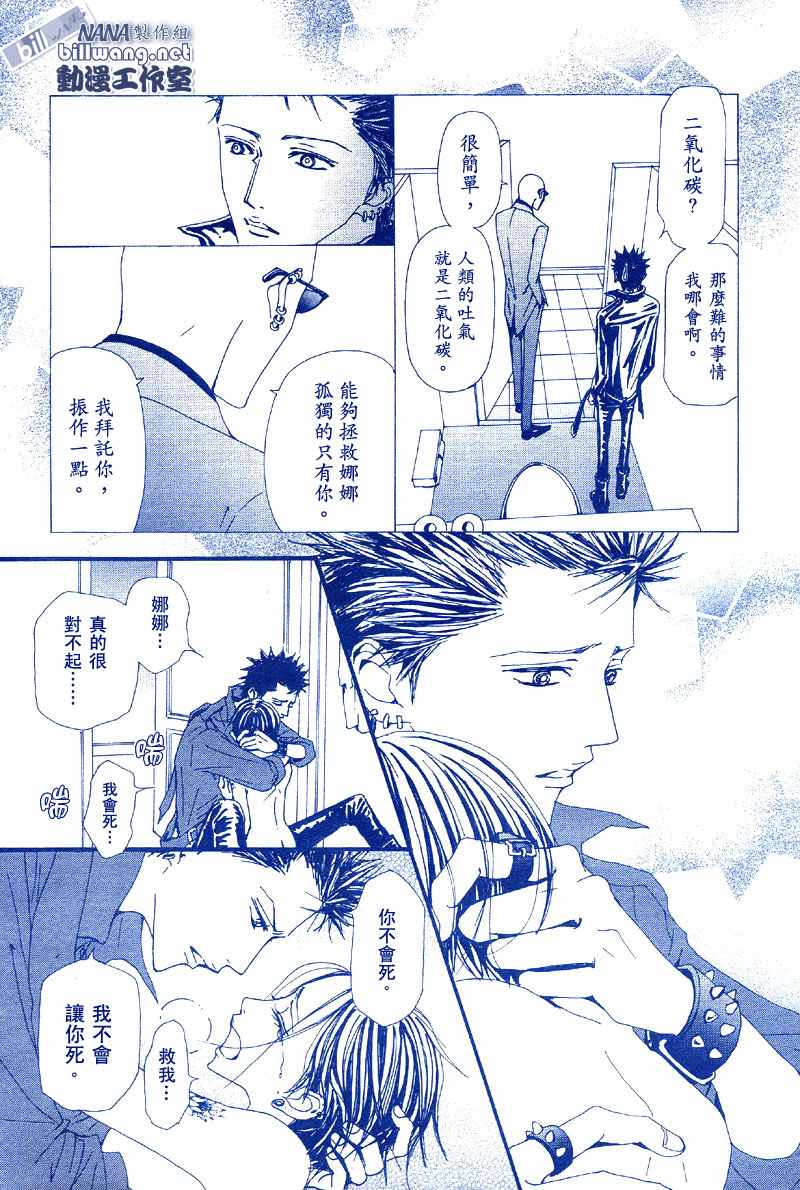 NANA製作組
billwang.net
動漫工作室
bill wang
二氧化碳？
那麼難的事情
我哪會啊。
很簡單，
人類的吐氣
就是二氧化碳。
能夠拯救娜娜
孤獨的只有你。
我拜託你，
振作一點。
娜娜…
真的很
對不起……
喘
喘
我會死…
你不會死。
我不會
讓你死。
救我…